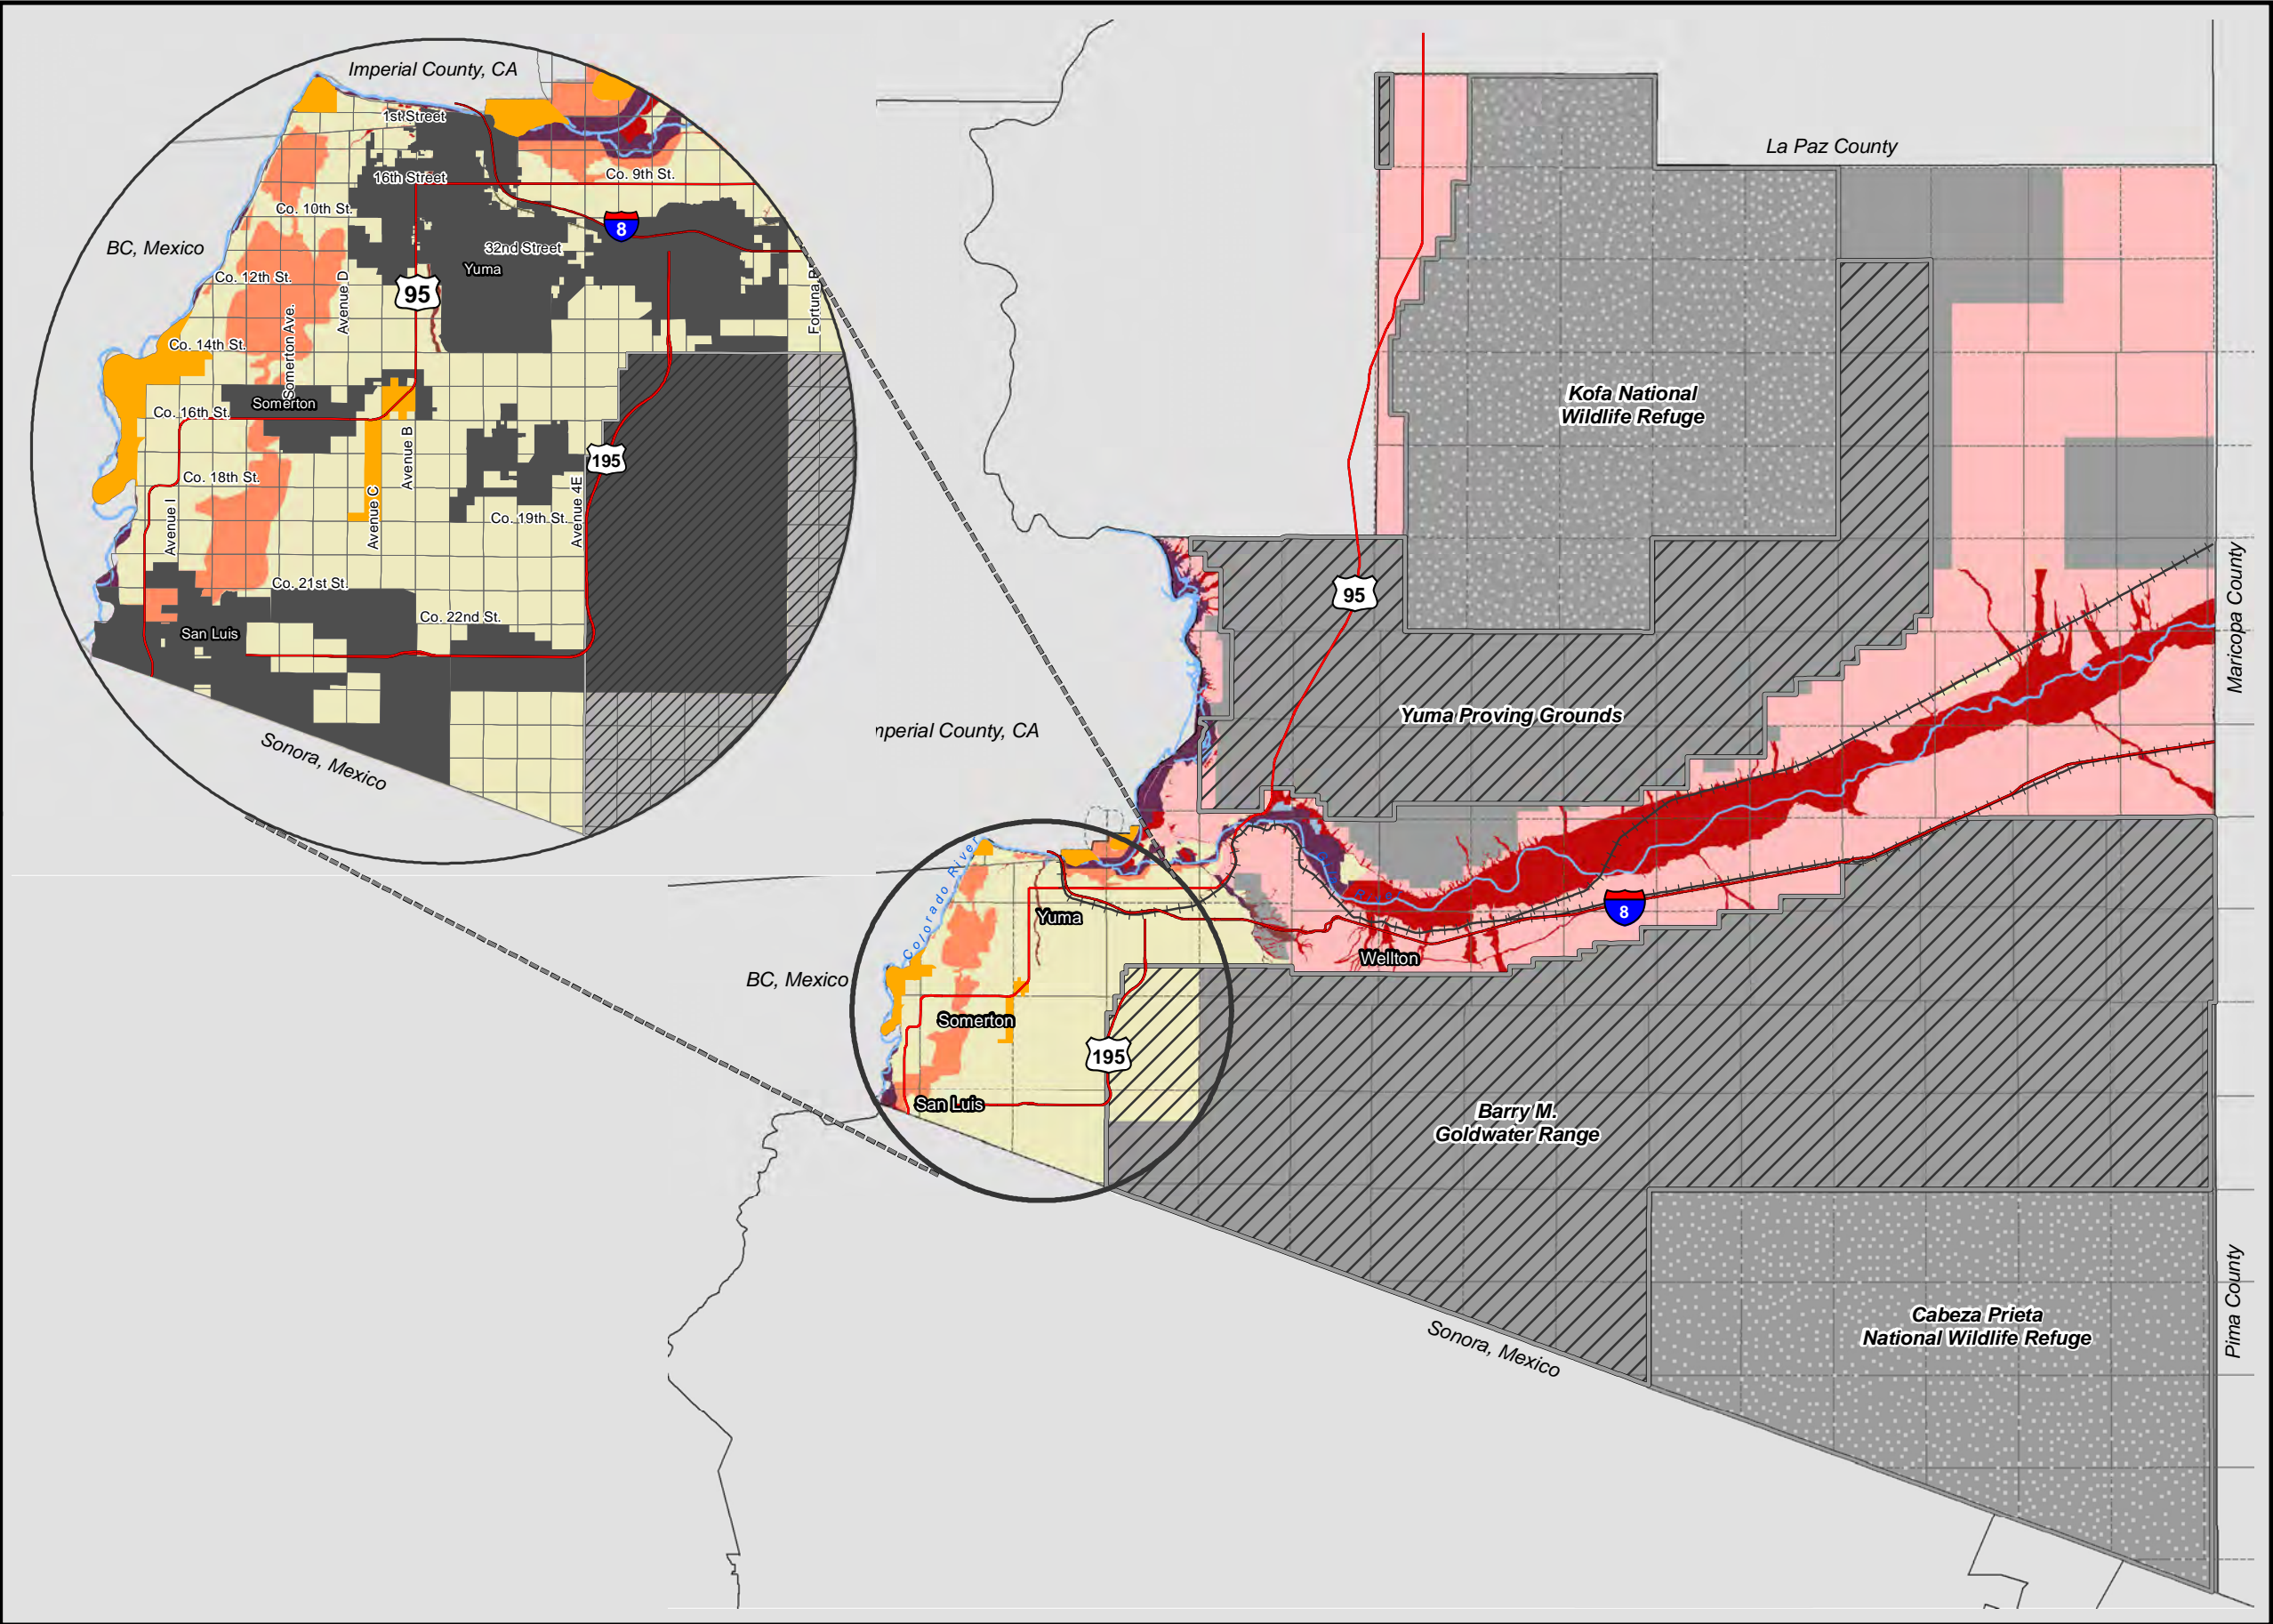 Imperial County, CA
1st Street
16th Street
Co. 9th St.
Co. 10th St.
8
BC, Mexico
32nd Street
Yuma
Co. 12th St.
Avenue D
95
Somerton Ave.
Co. 14th St.
Somerton
Co. 16th St.
Avenue B
195
Co. 18th St.
Avenue I
Avenue C
Co. 19th St.
Avenue 4E
Co. 21st St.
Co. 22nd St.
San Luis
Sonora, Mexico
La Paz County
Kofa National
Wildlife Refuge
95
Maricopa County
Yuma Proving Grounds
nperial County, CA
Colorado River
Yuma
8
Wellton
BC, Mexico
Somerton
195
San Luis
Barry M.
Goldwater Range
Cabeza Prieta
National Wildlife Refuge
Pima County
Sonora, Mexico